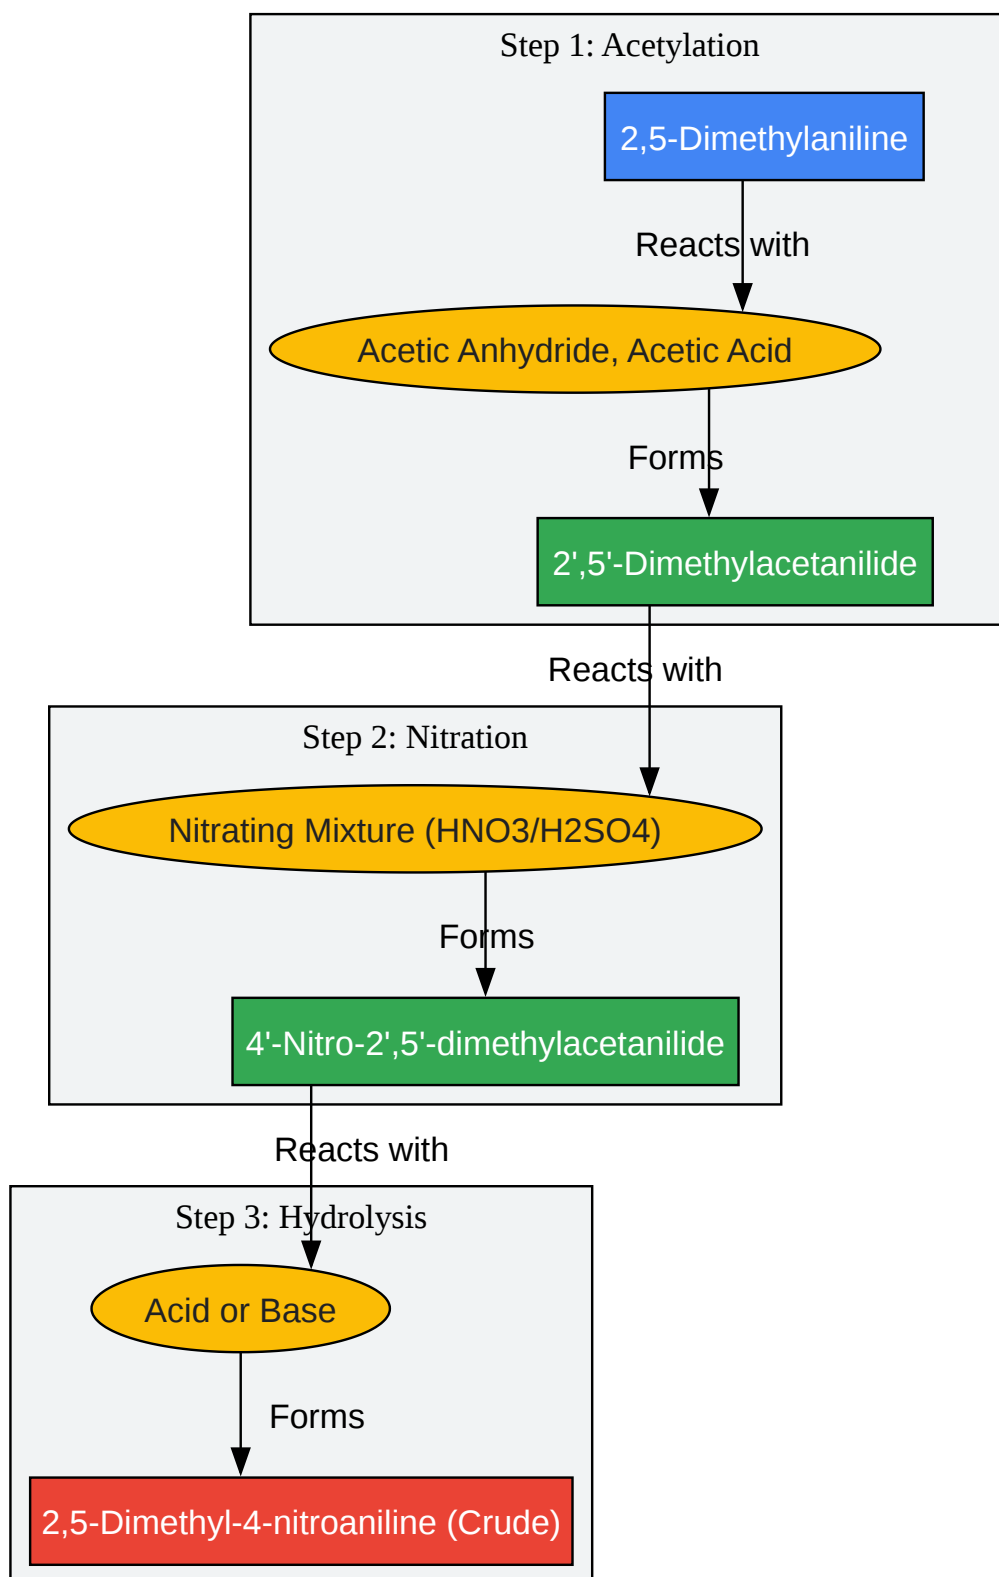 Step 1: Acetylation
2,5-Dimethylaniline
Reacts with
Acetic Anhydride, Acetic Acid
Forms
2',5'-Dimethylacetanilide
Reacts with
Step 2: Nitration
Nitrating Mixture (HNO3/H2SO4)
Forms
4'-Nitro-2',5'-dimethylacetanilide
Reacts with
Step 3: Hydrolysis
Acid or Base
Forms
2,5-Dimethyl-4-nitroaniline (Crude)